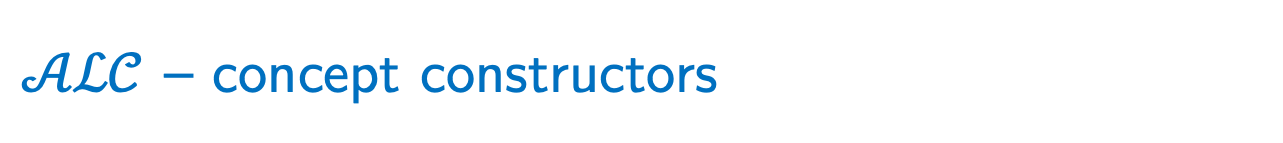 𝒜ℒ𝒞 – concept constructors